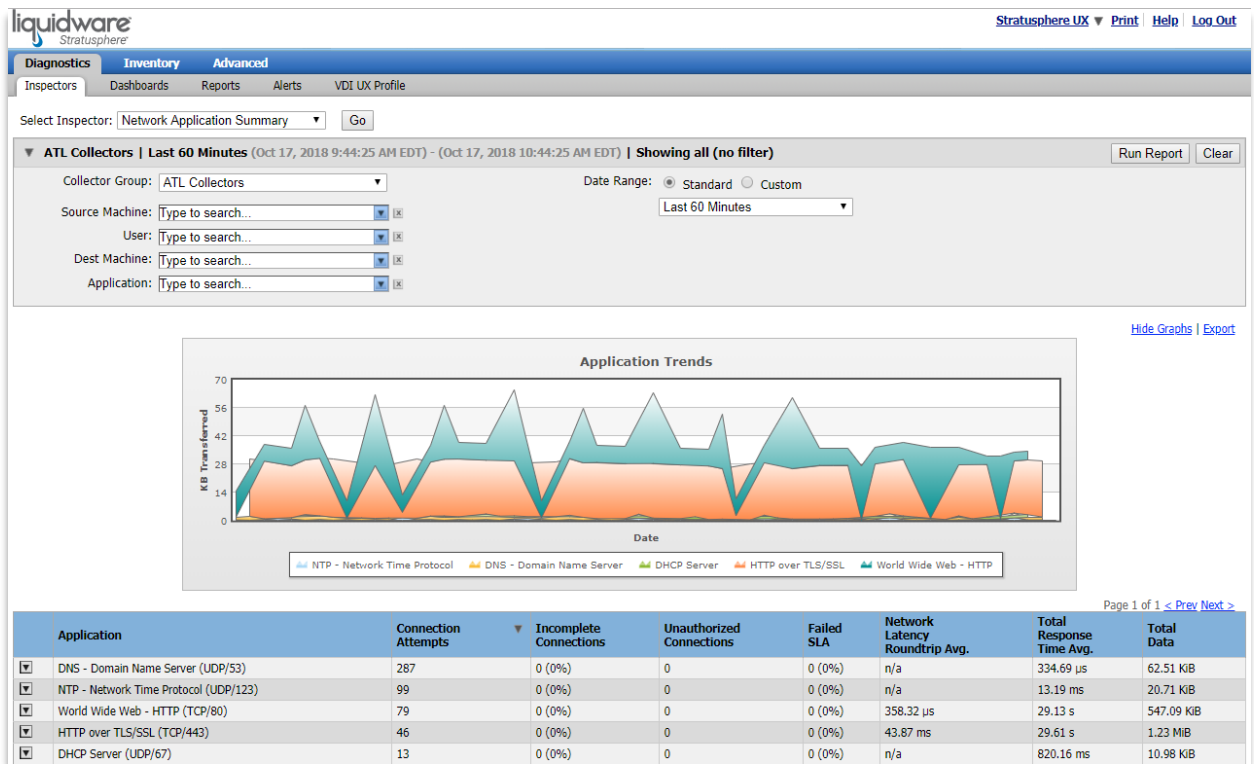 liquidware
Stratusphere
Stratusphere UX ▼ Print | Help | Log Out
Diagnostics Inventory Advanced
Inspectors Dashboards Reports Alerts VDI UX Profile
Select Inspector: Network Application Summary ▼ Go
▼ ATL Collectors | Last 60 Minutes (Oct 17, 2018 9:44:25 AM EDT) - (Oct 17, 2018 10:44:25 AM EDT) | Showing all (no filter) Run Report Clear
Collector Group: ATL Collectors ▼ Date Range: Standard Custom
Source Machine: Type to search... Last 60 Minutes ▼
User: Type to search...
Dest Machine: Type to search...
Application: Type to search...
Hide Graphs | Export
Application Trends
70
56
42
28
14
0
KB Transferred
Date
NTP - Network Time Protocol DNS - Domain Name Server DHCP Server HTTP over TLS/SSL World Wide Web - HTTP
Page 1 of 1 < Prev Next >
Application Connection Attempts ▼ Incomplete Connections Unauthorized Connections Failed SLA Network Latency Roundtrip Avg. Total Response Time Avg. Total Data
DNS - Domain Name Server (UDP/53) 287 0 (0%) 0 0 (0%) n/a 334.69 µs 62.51 KiB
NTP - Network Time Protocol (UDP/123) 99 0 (0%) 0 0 (0%) n/a 13.19 ms 20.71 KiB
World Wide Web - HTTP (TCP/80) 79 0 (0%) 0 0 (0%) 358.32 µs 29.13 s 547.09 KiB
HTTP over TLS/SSL (TCP/443) 46 0 (0%) 0 0 (0%) 43.87 ms 29.61 s 1.23 MiB
DHCP Server (UDP/67) 13 0 (0%) 0 0 (0%) n/a 820.16 ms 10.98 KiB